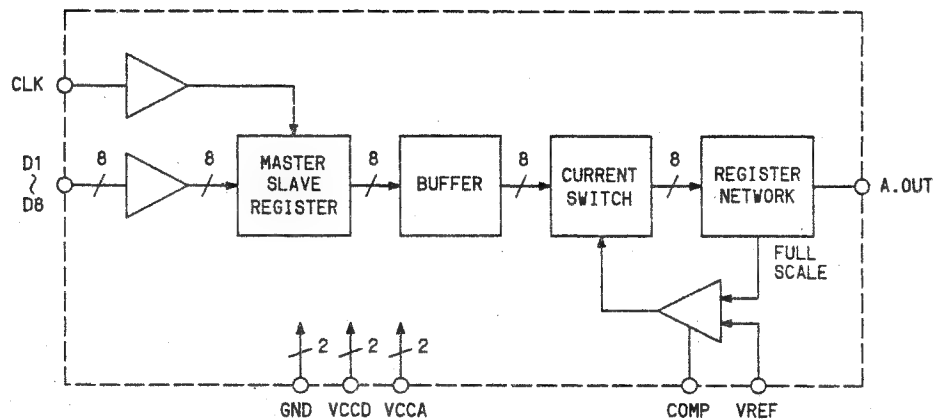 CLK
D1
~
D8
8
8
MASTER
SLAVE
REGISTER
8
BUFFER
8
CURRENT
SWITCH
8
REGISTER
NETWORK
A.OUT
FULL
SCALE
2
2
2
GND
VCCD
VCCA
COMP
VREF